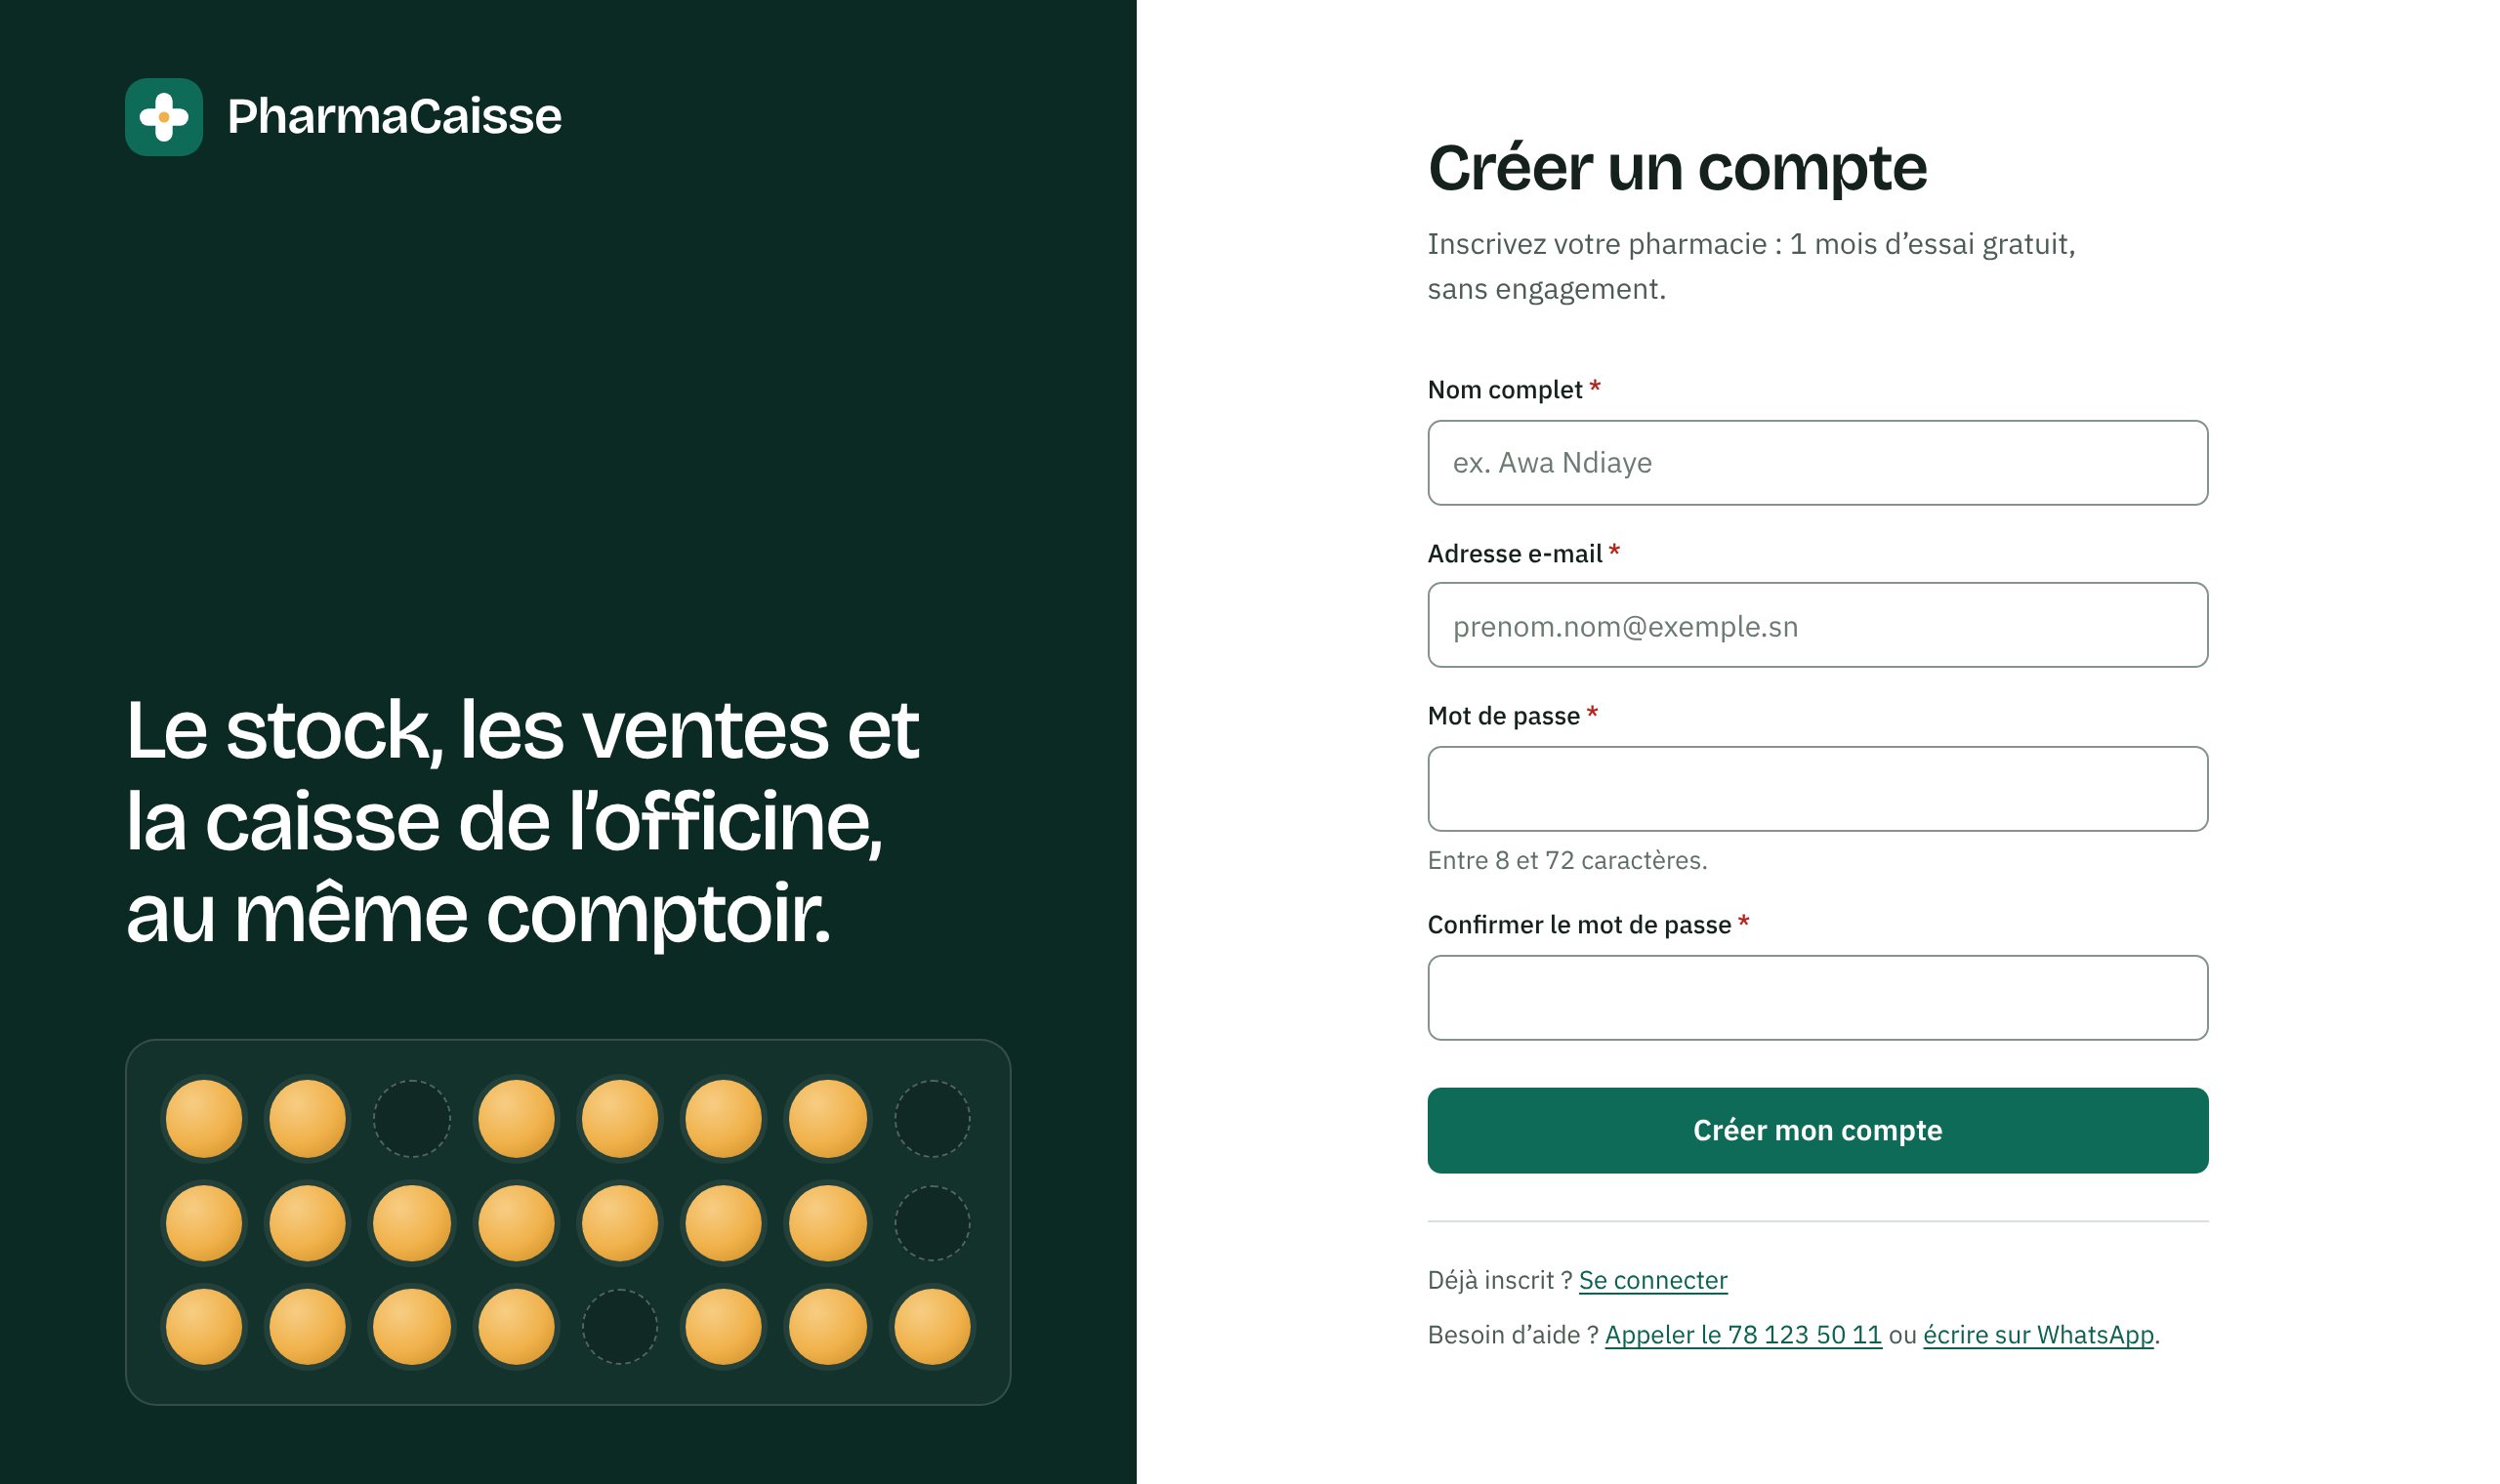 PharmaCaisse
Le stock, les ventes et
la caisse de l’officine,
au même comptoir.
Créer un compte
Inscrivez votre pharmacie : 1 mois d’essai gratuit,
sans engagement.
Nom complet *
ex. Awa Ndiaye
Adresse e-mail *
prenom.nom@exemple.sn
Mot de passe *
Entre 8 et 72 caractères.
Confirmer le mot de passe *
Créer mon compte
Déjà inscrit ? Se connecter
Besoin d’aide ? Appeler le 78 123 50 11 ou écrire sur WhatsApp.